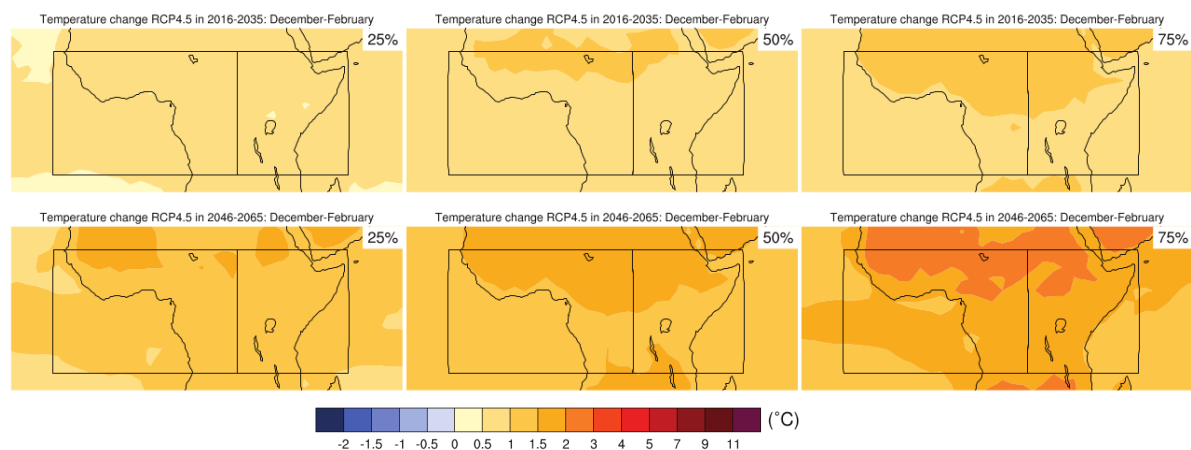 Temperature change RCP4.5 in 2016-2035: December-February
25%
Temperature change RCP4.5 in 2016-2035: December-February
50%
Temperature change RCP4.5 in 2016-2035: December-February
75%
Temperature change RCP4.5 in 2046-2065: December-February
25%
Temperature change RCP4.5 in 2046-2065: December-February
50%
Temperature change RCP4.5 in 2046-2065: December-February
75%
(˚C)
-2 -1.5 -1 -0.5 0 0.5 1 1.5 2 3 4 5 7 9 11